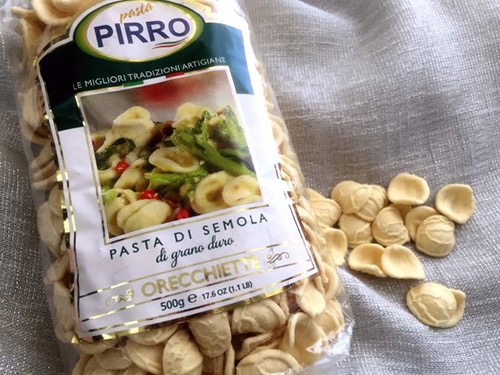 pasta
PIRRO
LE MIGLIORI TRADIZIONI ARTIGIANE
PASTA DI SEMOLA
di grano duro
ORECCHIETTE
500g e 17.6 OZ (1.1 LB)